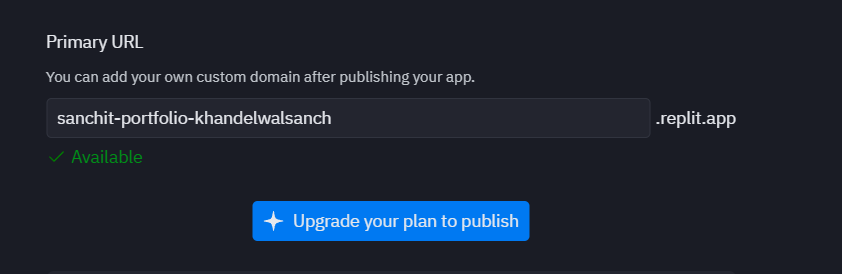 Primary URL
You can add your own custom domain after publishing your app.
sanchit-portfolio-khandelwalsanch .replit.app
Available
Upgrade your plan to publish